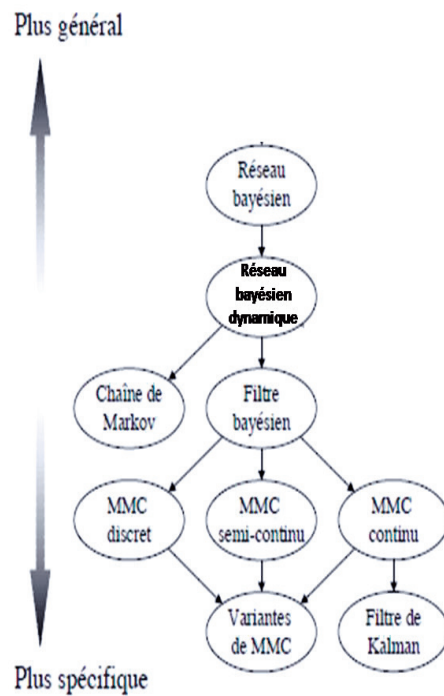 Plus général
Réseau
bayésien
Réseau
bayésien
dynamique
Chaîne de
Markov
Filtre
bayésien
MMC
discret
MMC
semi-continu
MMC
continu
Variantes
de MMC
Filtre de
Kalman
Plus spécifique